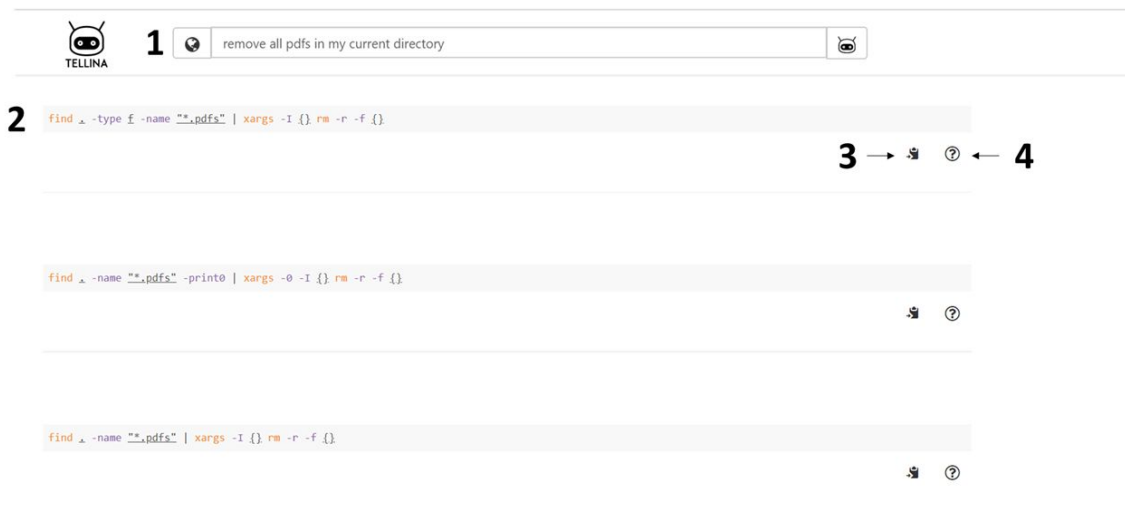 1 remove all pdfs in my current directory
TELLINA
2 find . -type f -name "*.pdfs" | xargs -I {} rm -r -f {}
3 4
find . -name "*.pdfs" -print0 | xargs -0 -I {} rm -r -f {}
find . -name "*.pdfs" | xargs -I {} rm -r -f {}